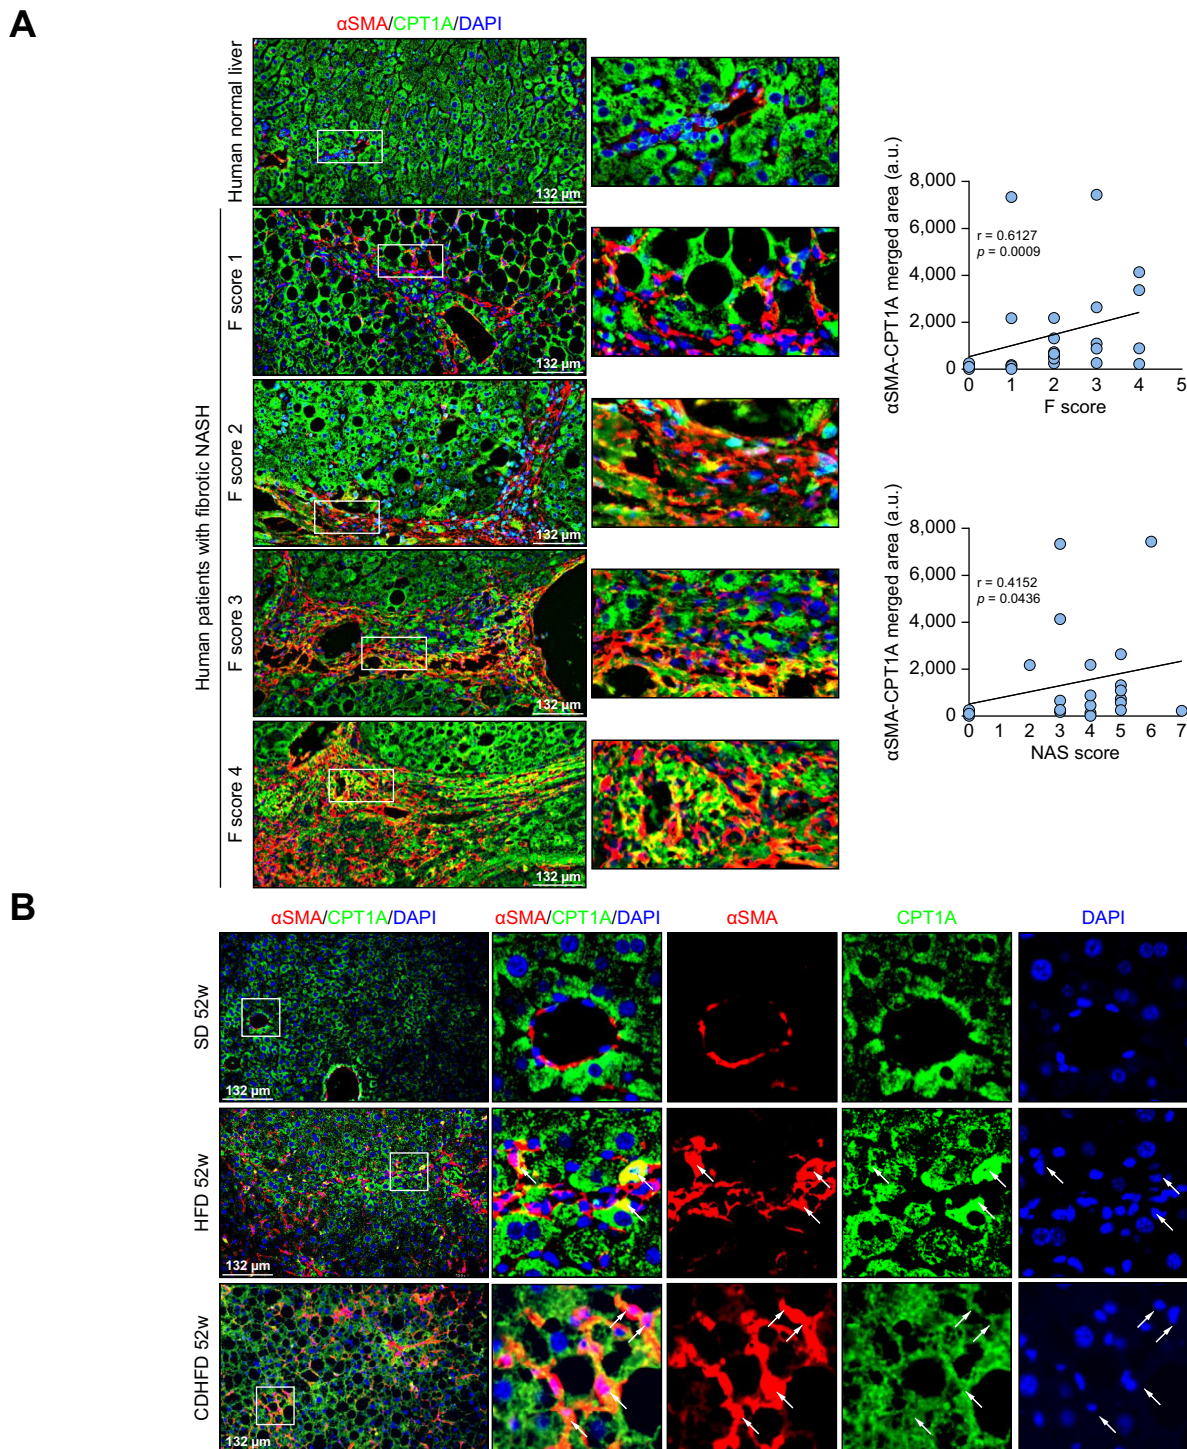 A
αSMA/CPT1A/DAPI
Human normal liver
132 µm
Human patients with fibrotic NASH
F score 1
132 µm
F score 2
132 µm
F score 3
132 µm
F score 4
132 µm
αSMA-CPT1A merged area (a.u.)
8,000
6,000
4,000
2,000
0
r = 0.6127
p = 0.0009
0 1 2 3 4 5
F score
αSMA-CPT1A merged area (a.u.)
8,000
6,000
4,000
2,000
0
r = 0.4152
p = 0.0436
0 1 2 3 4 5 6 7
NAS score
B
αSMA/CPT1A/DAPI αSMA/CPT1A/DAPI αSMA CPT1A DAPI
SD 52w
132 µm
HFD 52w
132 µm
CDHFD 52w
132 µm